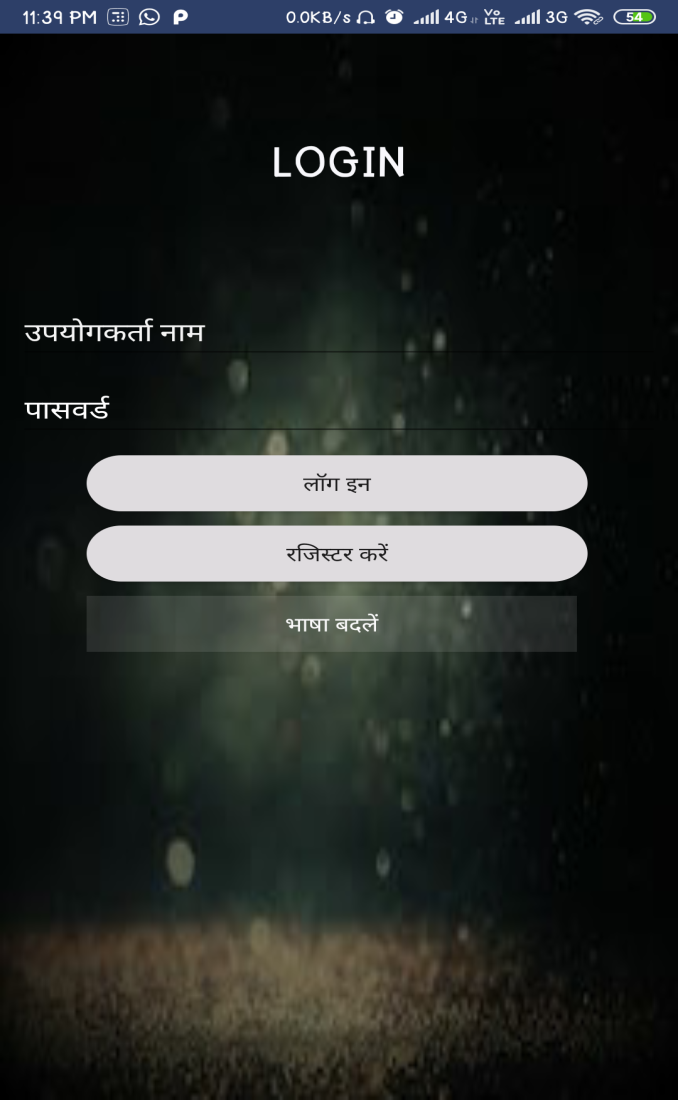 11:39 PM P 0.0KB/s 4G Vo LTE 3G 54
LOGIN
उपयोगकर्ता नाम
पासवर्ड
लॉग इन
रजिस्टर करें
भाषा बदलें